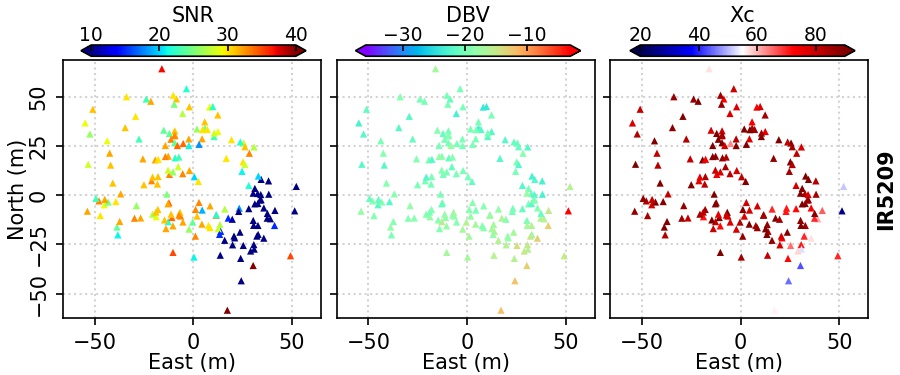 SNR DBV Xc
10 20 30 40 −30 −20 −10 20 40 60 80
50
25
0
−25
−50
North (m)
IR5209
−50 0 50 −50 0 50 −50 0 50
East (m) East (m) East (m)